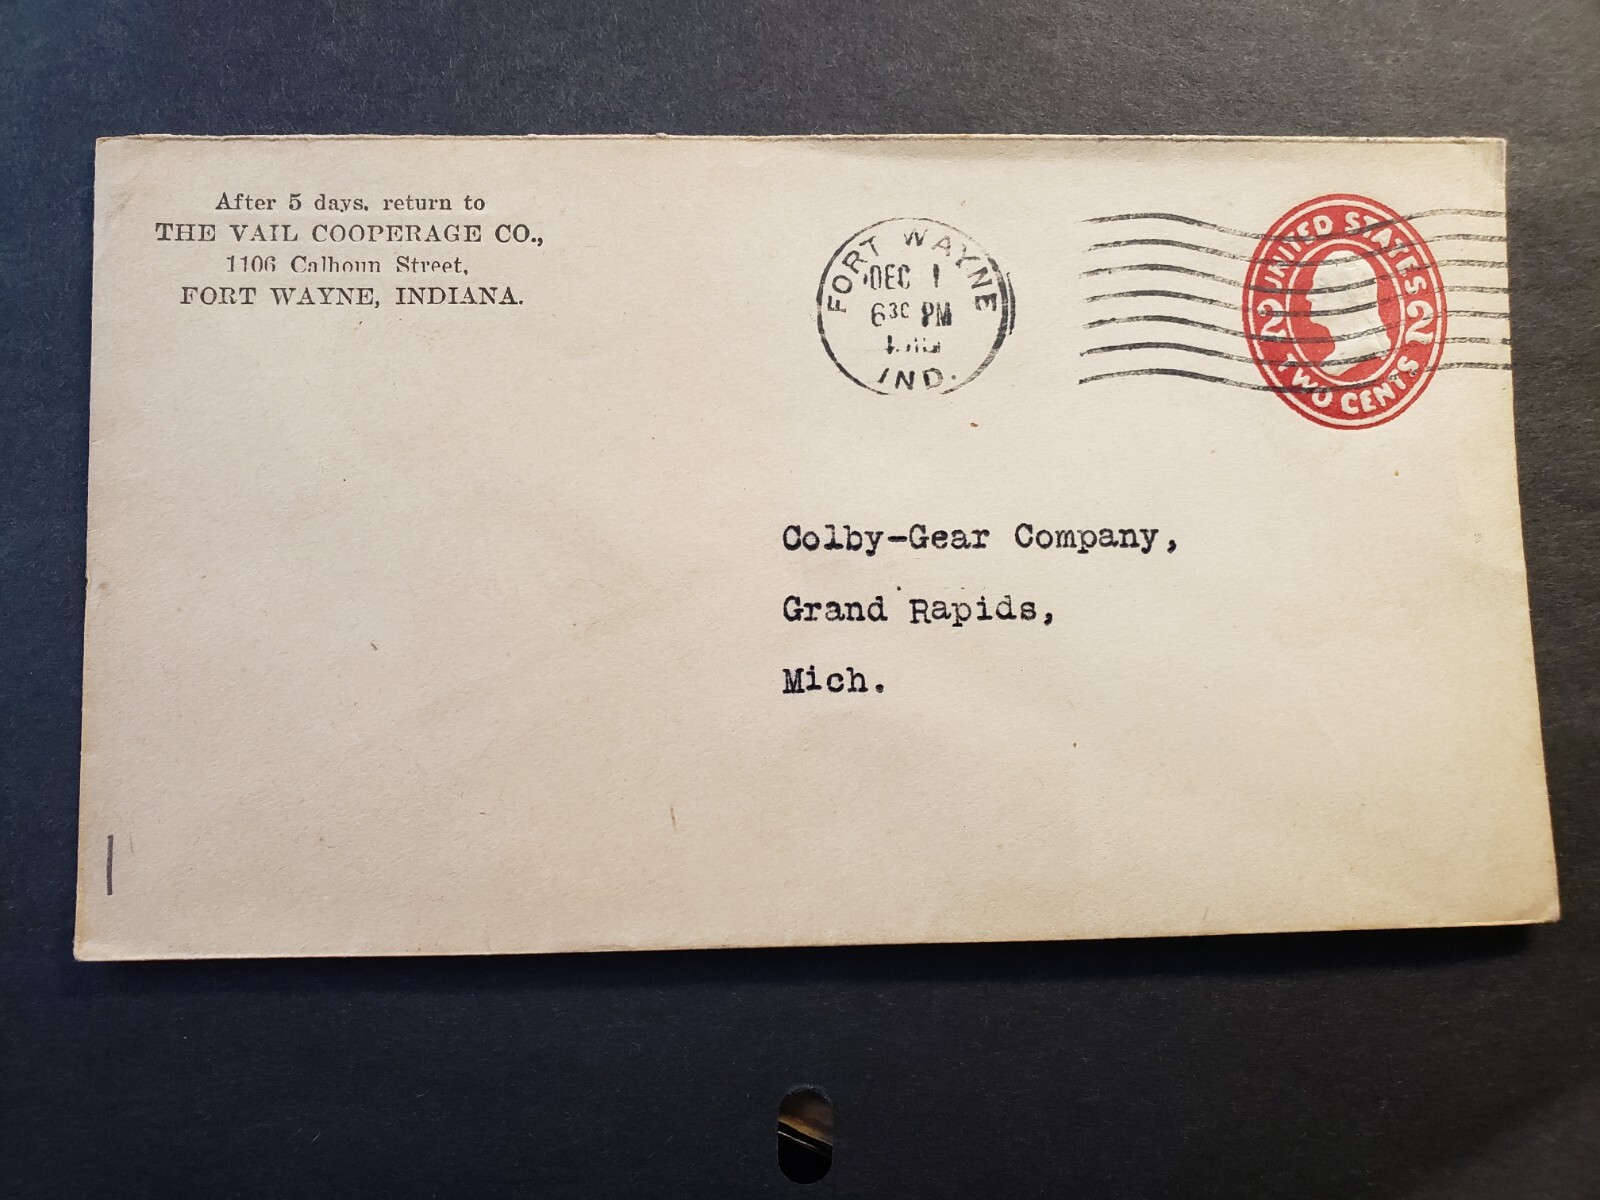 After 5 days, return to
THE VAIL COOPERAGE CO.,
1106 Calhoun Street,
FORT WAYNE, INDIANA.
FORT WAYNE
DEC 1
6 30 PM
IND.
UNITED STATES
2 2
TWO CENTS
Colby-Gear Company,
Grand Rapids,
Mich.